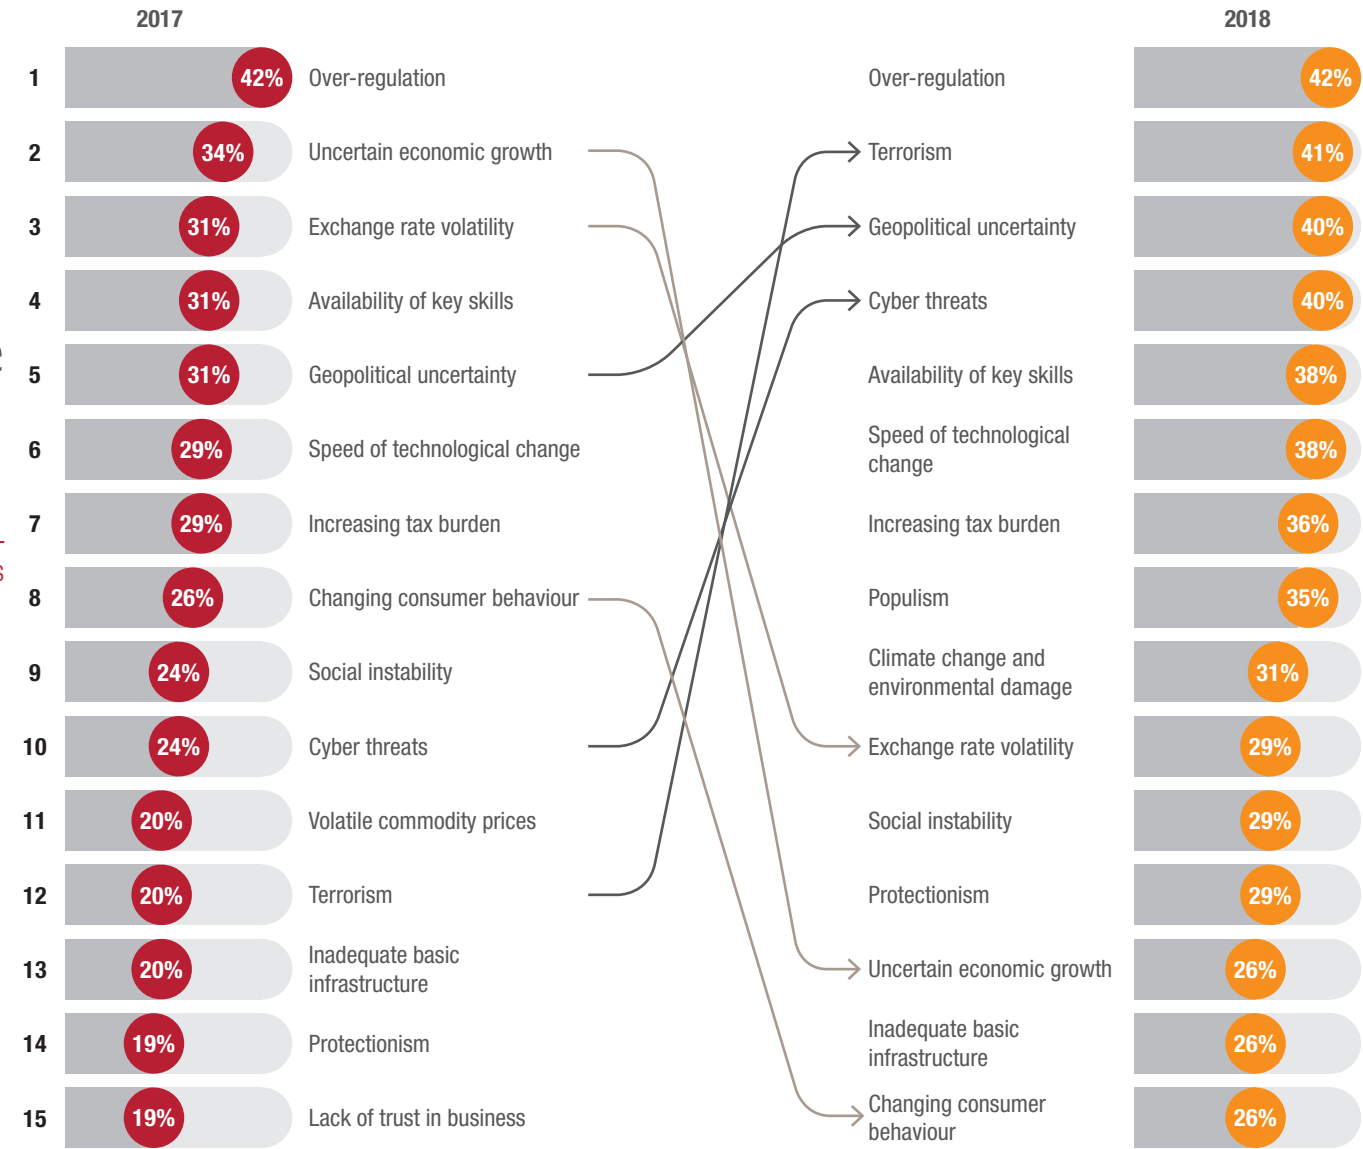 2017
2018
1
42%
Over-regulation
Over-regulation
42%
2
34%
Uncertain economic growth
Terrorism
41%
3
31%
Exchange rate volatility
Geopolitical uncertainty
40%
4
31%
Availability of key skills
Cyber threats
40%
e
5
31%
Geopolitical uncertainty
Availability of key skills
38%
6
29%
Speed of technological change
Speed of technological
change
38%
7
29%
Increasing tax burden
Increasing tax burden
36%
s
8
26%
Changing consumer behaviour
Populism
35%
9
24%
Social instability
Climate change and
environmental damage
31%
10
24%
Cyber threats
Exchange rate volatility
29%
11
20%
Volatile commodity prices
Social instability
29%
12
20%
Terrorism
Protectionism
29%
13
20%
Inadequate basic
infrastructure
Uncertain economic growth
26%
14
19%
Protectionism
Inadequate basic
infrastructure
26%
15
19%
Lack of trust in business
Changing consumer
behaviour
26%